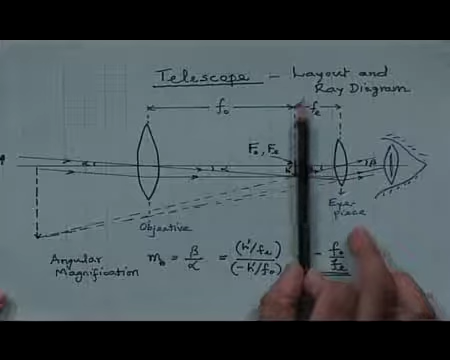 Telescope - Layout and
Ray Diagram
fo fe
Fo, Fe
α α β
h'
Objective
Eye-
piece
Angular
Magnification mθ = β/α = (h'/fe)/(-h'/fo) - fo/fe